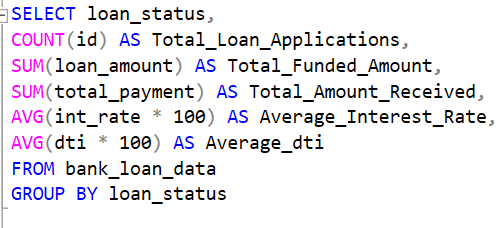 SELECT loan_status,
COUNT(id) AS Total_Loan_Applications,
SUM(loan_amount) AS Total_Funded_Amount,
SUM(total_payment) AS Total_Amount_Received,
AVG(int_rate * 100) AS Average_Interest_Rate,
AVG(dti * 100) AS Average_dti
FROM bank_loan_data
GROUP BY loan_status